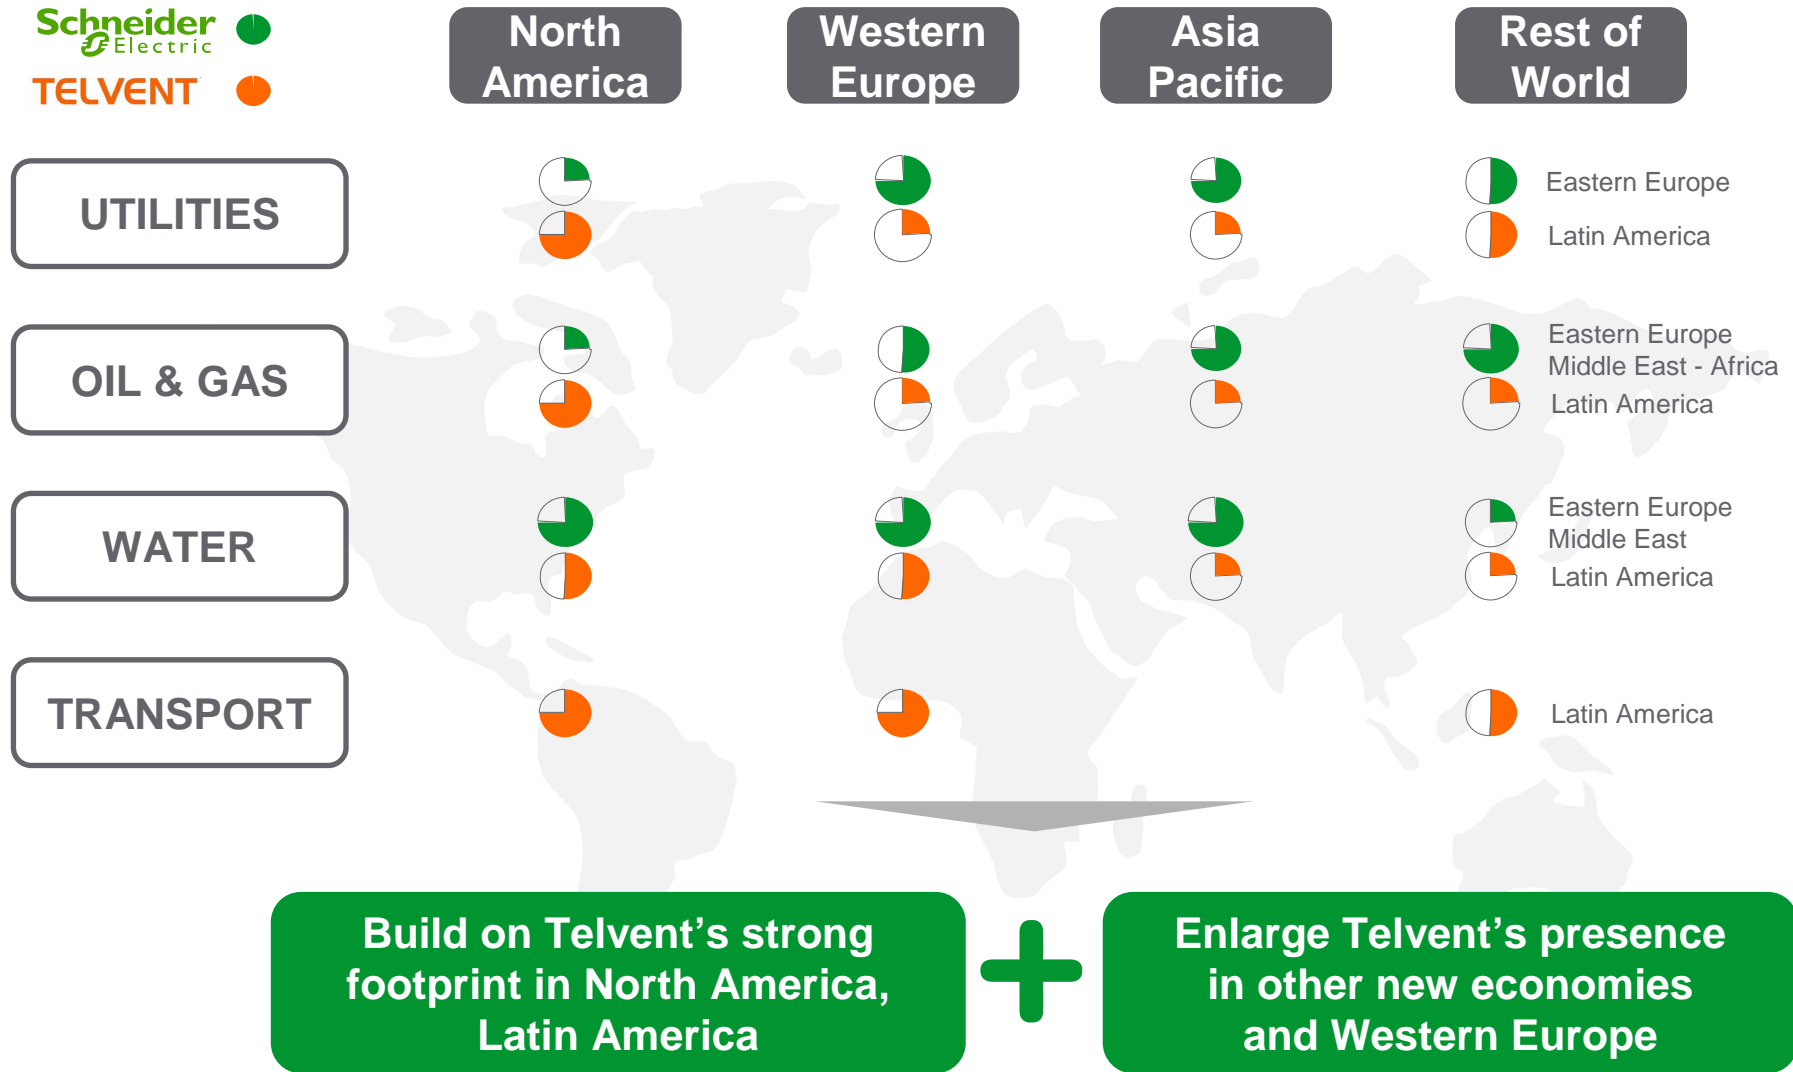 Schneider
Electric
TELVENT
North
America
Western
Europe
Asia
Pacific
Rest of
World
UTILITIES
Eastern Europe
Latin America
OIL & GAS
Eastern Europe
Middle East - Africa
Latin America
WATER
Eastern Europe
Middle East
Latin America
TRANSPORT
Latin America
Build on Telvent's strong
footprint in North America,
Latin America
Enlarge Telvent's presence
in other new economies
and Western Europe